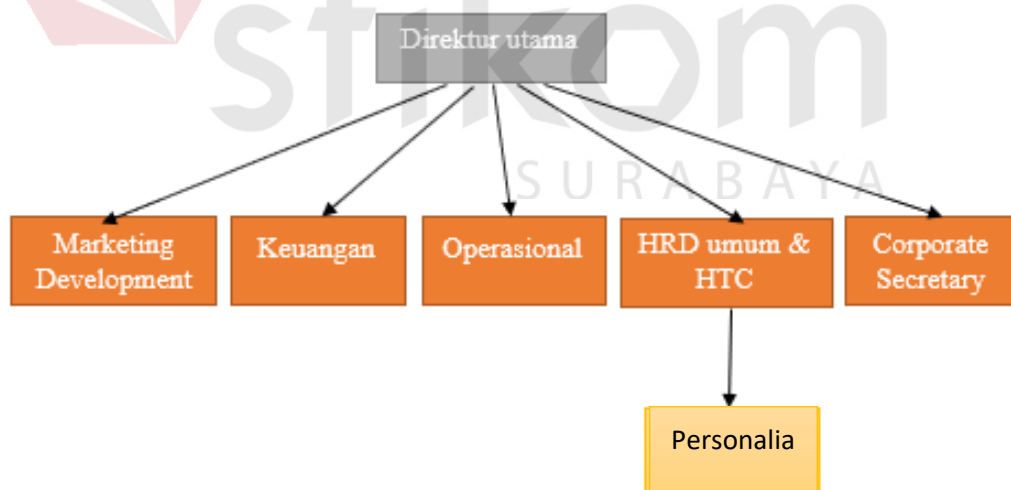 stikom
SURABAYA
Direktur utama
Marketing
Development
Keuangan
Operasional
HRD umum &
HTC
Corporate
Secretary
Personalia